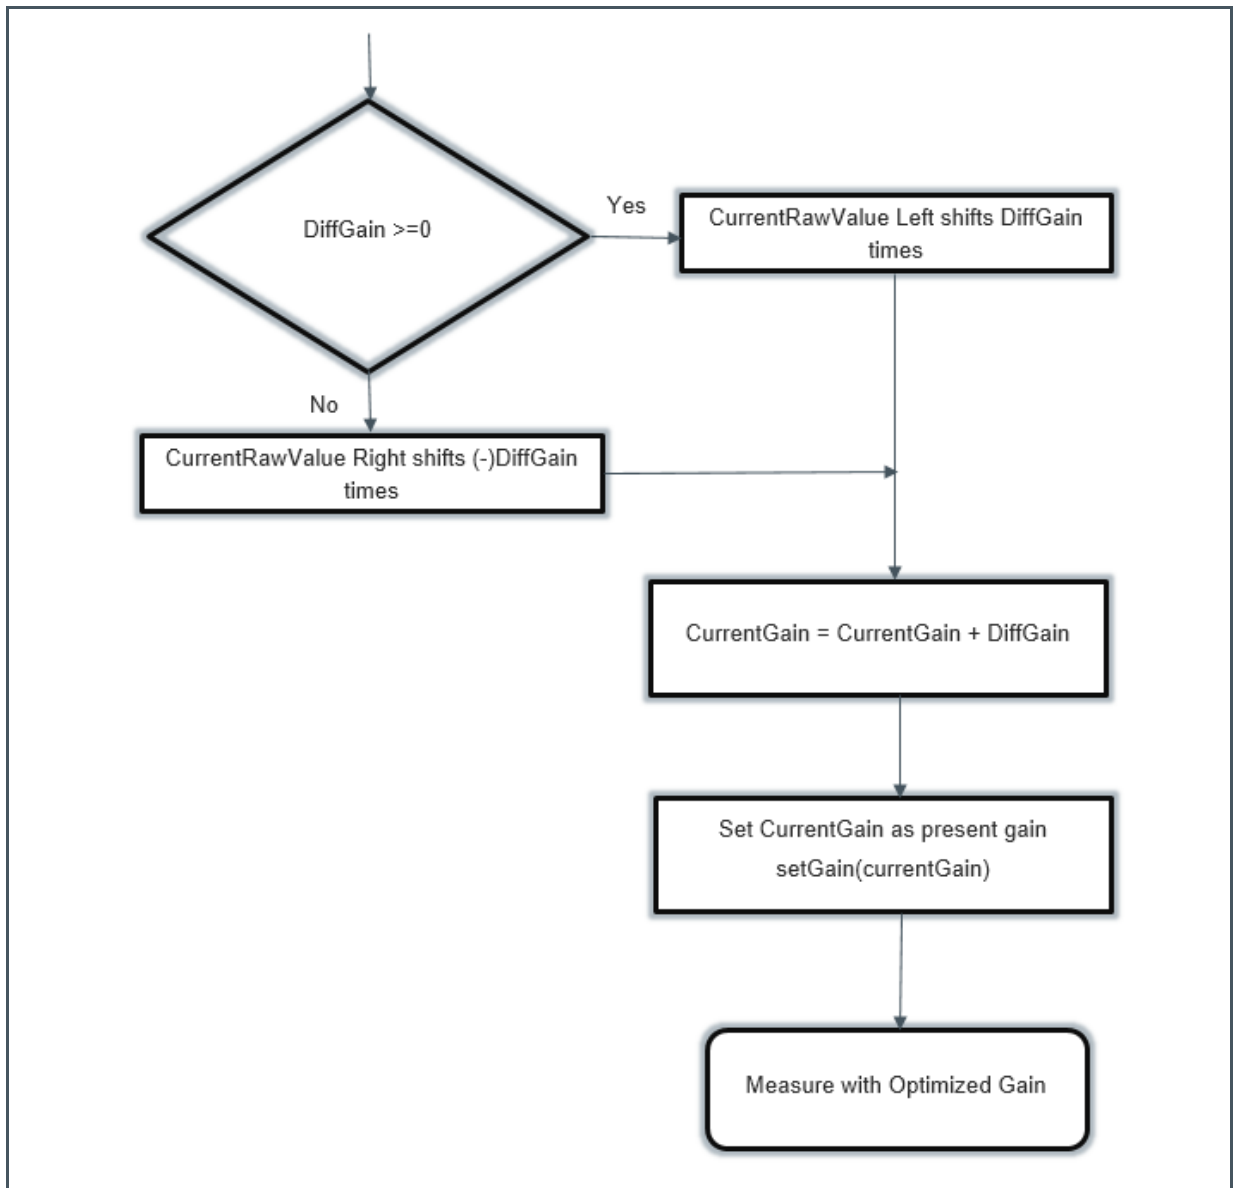 DiffGain >=0
Yes
CurrentRawValue Left shifts DiffGain
times
No
CurrentRawValue Right shifts (-)DiffGain
times
CurrentGain = CurrentGain + DiffGain
Set CurrentGain as present gain
setGain(currentGain)
Measure with Optimized Gain